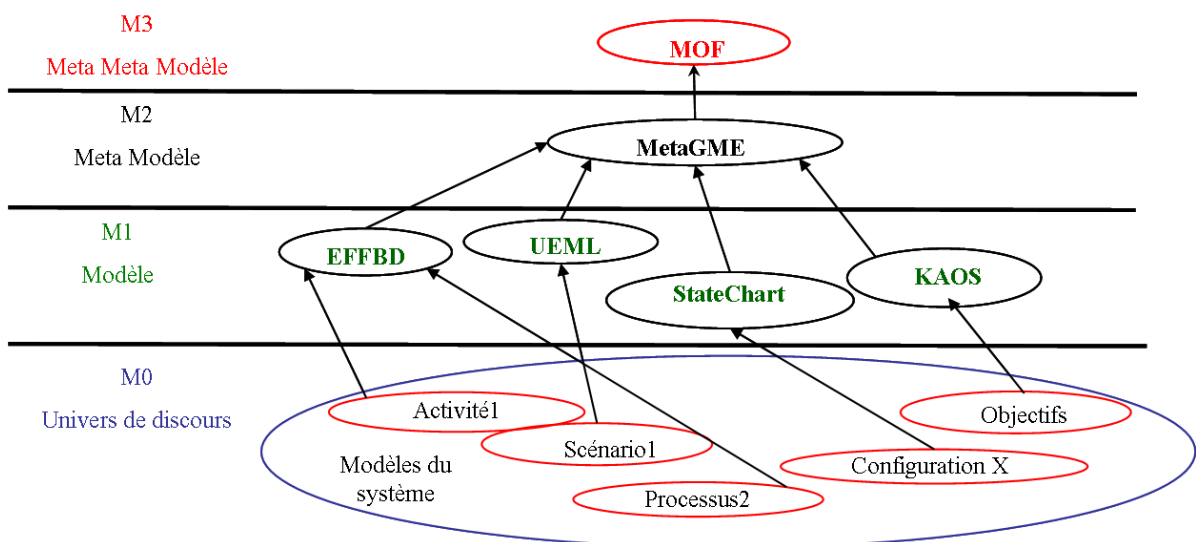 M3
Meta Meta Modèle
MOF
M2
Meta Modèle
MetaGME
M1
Modèle
EFFBD
UEML
StateChart
KAOS
M0
Univers de discours
Activité1
Scénario1
Objectifs
Modèles du
système
Configuration X
Processus2